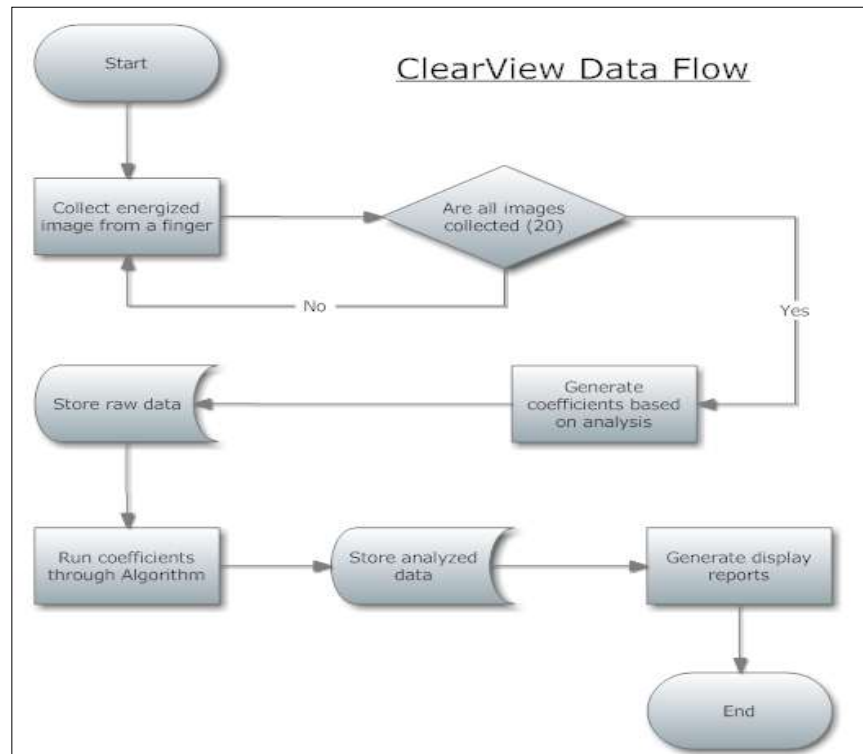 Start
ClearView Data Flow
Collect energized
image from a finger
Are all images
collected (20)
No
Yes
Store raw data
Generate
coefficients based
on analysis
Run coefficients
through Algorithm
Store analyzed
data
Generate display
reports
End